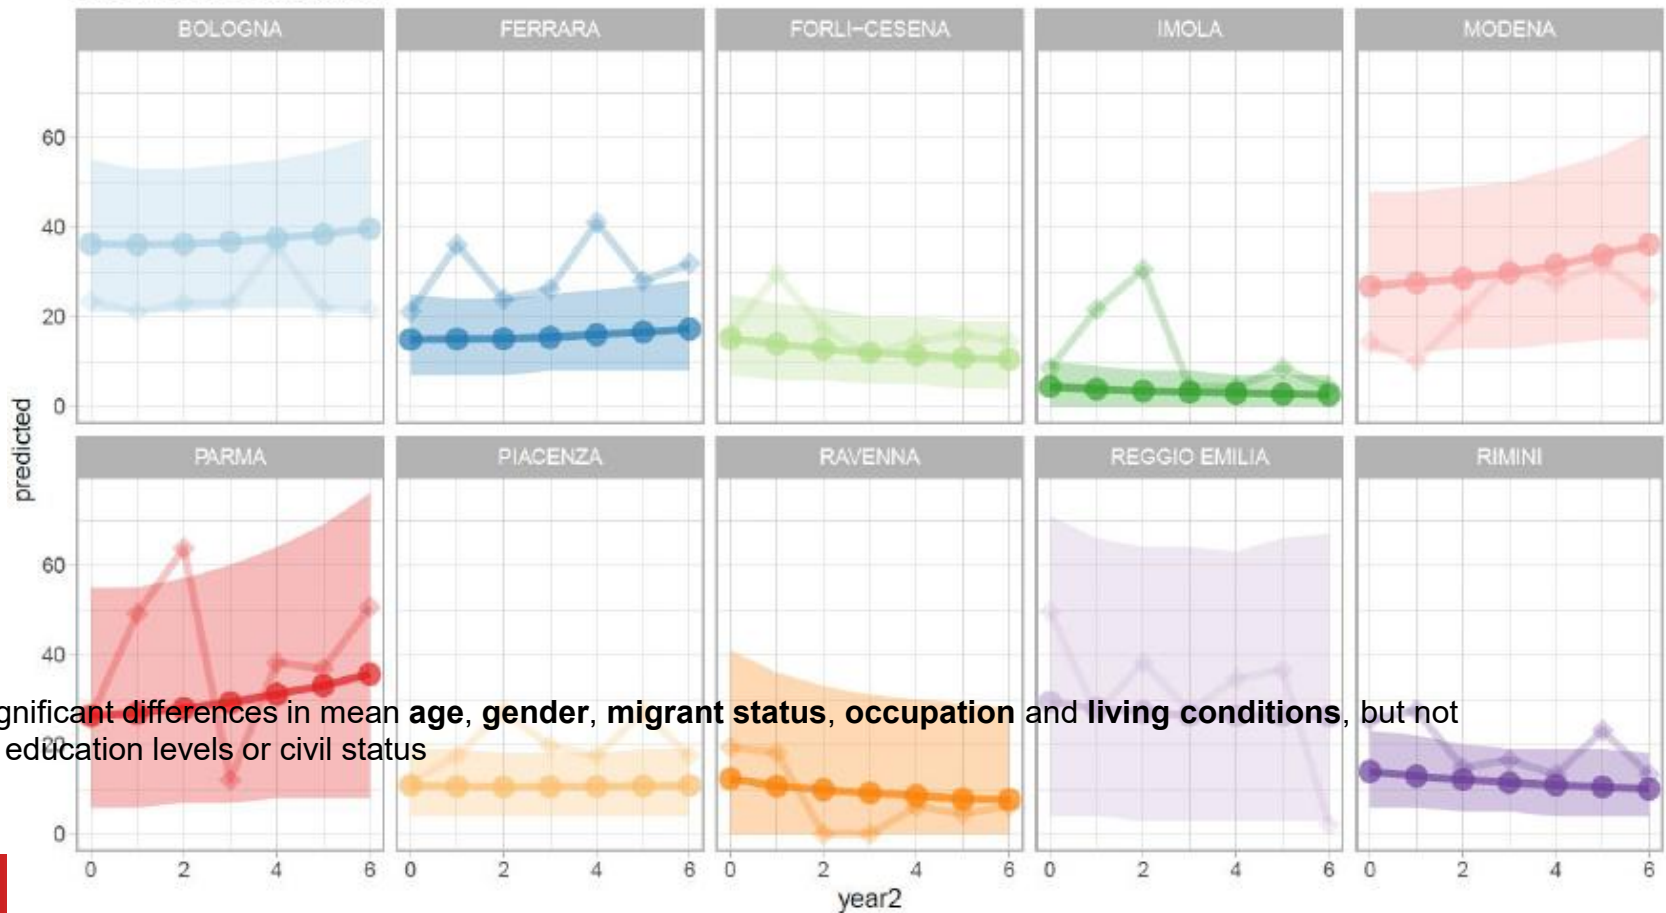 BOLOGNA FERRARA FORLI-CESENA IMOLA MODENA
60
40
20
0
predicted
PARMA PIACENZA RAVENNA REGGIO EMILIA RIMINI
60
40
gnificant differences in mean age, gender, migrant status, occupation and living conditions, but not
20
education levels or civil status
0
0 2 4 6 0 2 4 6 0 2 4 6 0 2 4 6 0 2 4 6
year2